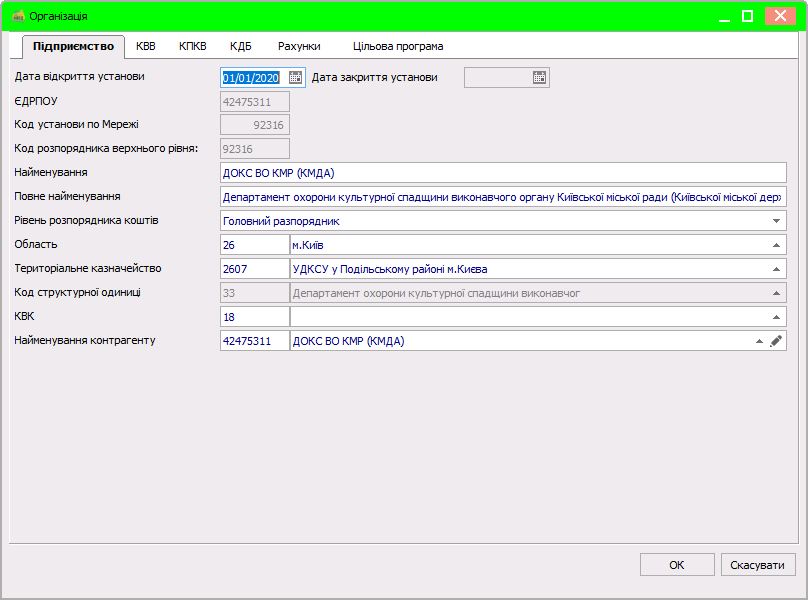 Організація
Підприємство КВВ КПКВ КДБ Рахунки Цільова програма
Дата відкриття установи 01/01/2020 Дата закриття установи
ЄДРПОУ 42475311
Код установи по Мережі 92316
Код розпорядника верхнього рівня: 92316
Найменування ДОКС ВО КМР (КМДА)
Повне найменування Департамент охорони культурної спадщини виконавчого органу Київської міської ради (Київської міської держ
Рівень розпорядника коштів Головний разпорядник
Область 26 м.Київ
Територіальне казначейство 2607 УДКСУ у Подільському районі м.Києва
Код структурної одиниці 33 Департамент охорони культурної спадщини виконавчог
КВК 18
Найменування контрагенту 42475311 ДОКС ВО КМР (КМДА)
ОК Скасувати